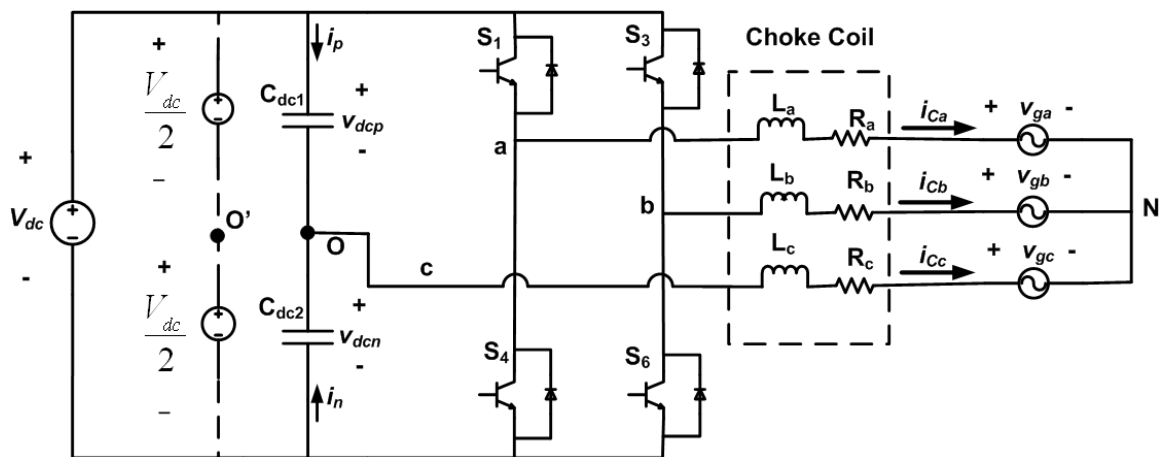 +
V_dc
-
+
V_dc
2
-
O'
+
V_dc
2
-
i_p
C_dc1
+
v_dcp
-
O
C_dc2
+
v_dcn
-
i_n
S_1
S_3
a
b
c
S_4
S_6
Choke Coil
L_a
R_a
i_Ca
+ v_ga -
L_b
R_b
i_Cb
+ v_gb -
N
L_c
R_c
i_Cc
+ v_gc -